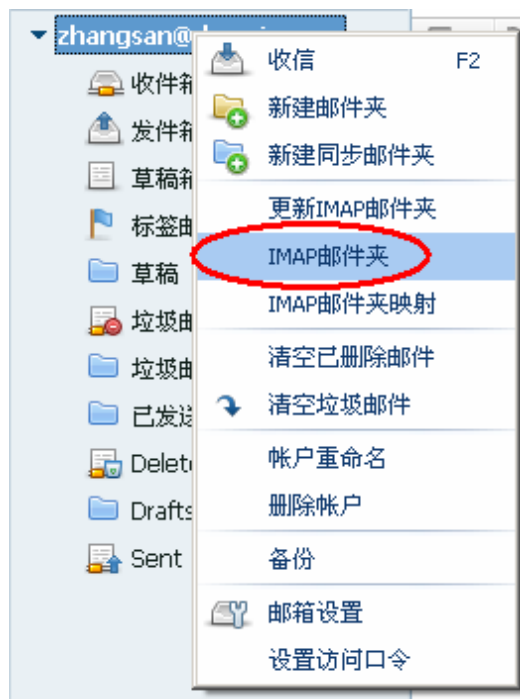 zhangsan@
收件箱
发件箱
草稿箱
标签邮
草稿
垃圾邮
垃圾邮
已发送
Delete
Drafts
Sent
收信 F2
新建邮件夹
新建同步邮件夹
更新IMAP邮件夹
IMAP邮件夹
IMAP邮件夹映射
清空已删除邮件
清空垃圾邮件
帐户重命名
删除帐户
备份
邮箱设置
设置访问口令